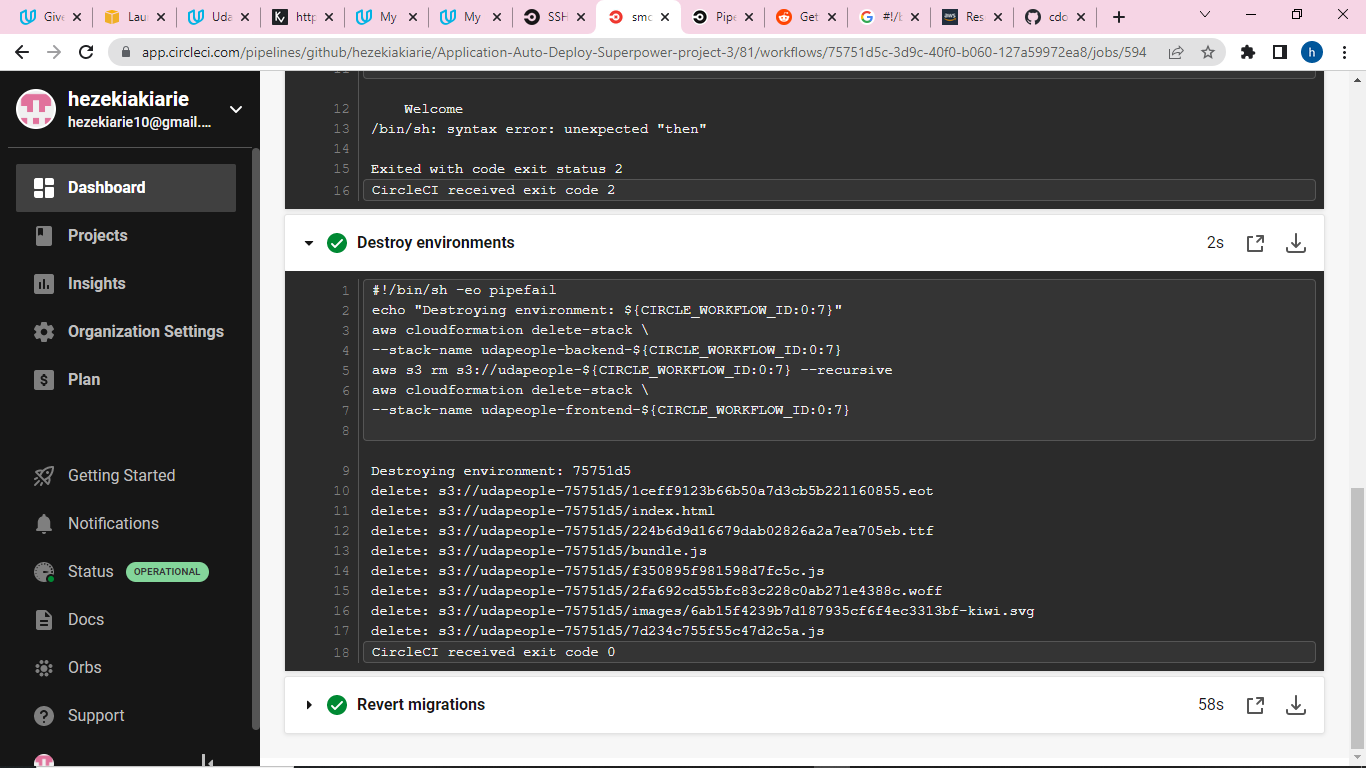 Give
Lau
Uda
http
My
My
SSH
smo
Pipe
Get
#!/b
Res
cdc
app.circleci.com/pipelines/github/hezekiakiarie/Application-Auto-Deploy-Superpower-project-3/81/workflows/75751d5c-3d9c-40f0-b060-127a59972ea8/jobs/594
h
hezekiakiarie
hezekiarie10@gmail....
Dashboard
Projects
Insights
Organization Settings
Plan
Getting Started
Notifications
Status OPERATIONAL
Docs
Orbs
Support
11
12 Welcome
13 /bin/sh: syntax error: unexpected "then"
14
15 Exited with code exit status 2
16 CircleCI received exit code 2
Destroy environments 2s
1 #!/bin/sh -eo pipefail
2 echo "Destroying environment: ${CIRCLE_WORKFLOW_ID:0:7}"
3 aws cloudformation delete-stack \
4 --stack-name udapeople-backend-${CIRCLE_WORKFLOW_ID:0:7}
5 aws s3 rm s3://udapeople-${CIRCLE_WORKFLOW_ID:0:7} --recursive
6 aws cloudformation delete-stack \
7 --stack-name udapeople-frontend-${CIRCLE_WORKFLOW_ID:0:7}
8
9 Destroying environment: 75751d5
10 delete: s3://udapeople-75751d5/1ceff9123b66b50a7d3cb5b221160855.eot
11 delete: s3://udapeople-75751d5/index.html
12 delete: s3://udapeople-75751d5/224b6d9d16679dab02826a2a7ea705eb.ttf
13 delete: s3://udapeople-75751d5/bundle.js
14 delete: s3://udapeople-75751d5/f350895f981598d7fc5c.js
15 delete: s3://udapeople-75751d5/2fa692cd55bfc83c228c0ab271e4388c.woff
16 delete: s3://udapeople-75751d5/images/6ab15f4239b7d187935cf6f4ec3313bf-kiwi.svg
17 delete: s3://udapeople-75751d5/7d234c755f55c47d2c5a.js
18 CircleCI received exit code 0
Revert migrations 58s